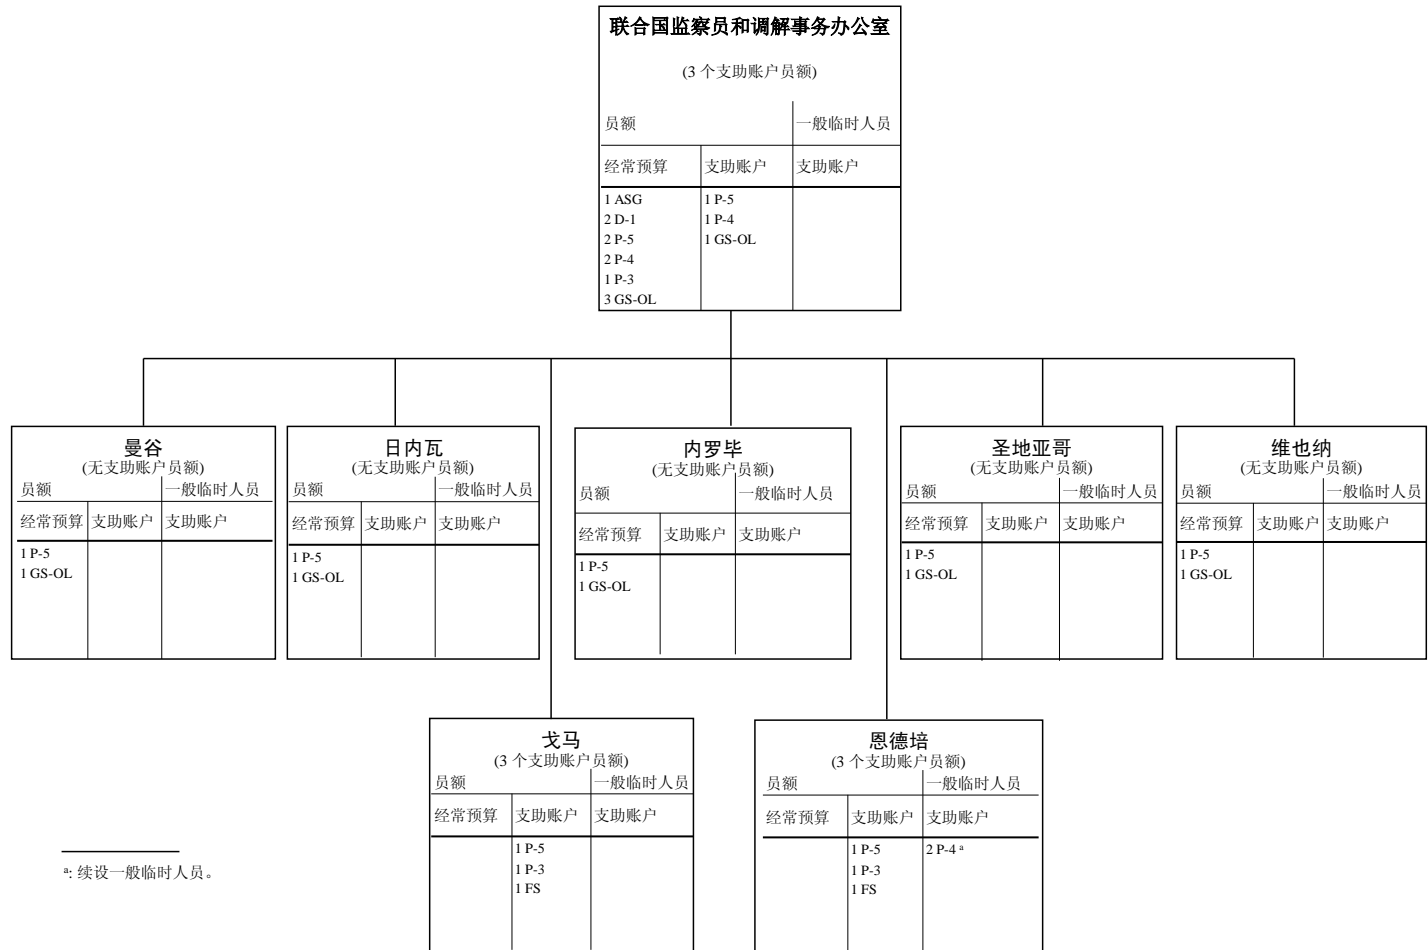 联合国监察员和调解事务办公室
(3 个支助账户员额)
员额 一般临时人员
经常预算 支助账户 支助账户
1 ASG 1 P-5
2 D-1 1 P-4
2 P-5 1 GS-OL
2 P-4
1 P-3
3 GS-OL
曼谷
(无支助账户员额)
员额 一般临时人员
经常预算 支助账户 支助账户
1 P-5
1 GS-OL
日内瓦
(无支助账户员额)
员额 一般临时人员
经常预算 支助账户 支助账户
1 P-5
1 GS-OL
内罗毕
(无支助账户员额)
员额 一般临时人员
经常预算 支助账户 支助账户
1 P-5
1 GS-OL
圣地亚哥
(无支助账户员额)
员额 一般临时人员
经常预算 支助账户 支助账户
1 P-5
1 GS-OL
维也纳
(无支助账户员额)
员额 一般临时人员
经常预算 支助账户 支助账户
1 P-5
1 GS-OL
戈马
(3 个支助账户员额)
员额 一般临时人员
经常预算 支助账户 支助账户
1 P-5
1 P-3
1 FS
恩德培
(3 个支助账户员额)
员额 一般临时人员
经常预算 支助账户 支助账户
1 P-5 2 P-4 ᵃ
1 P-3
1 FS
ᵃ: 续设一般临时人员。